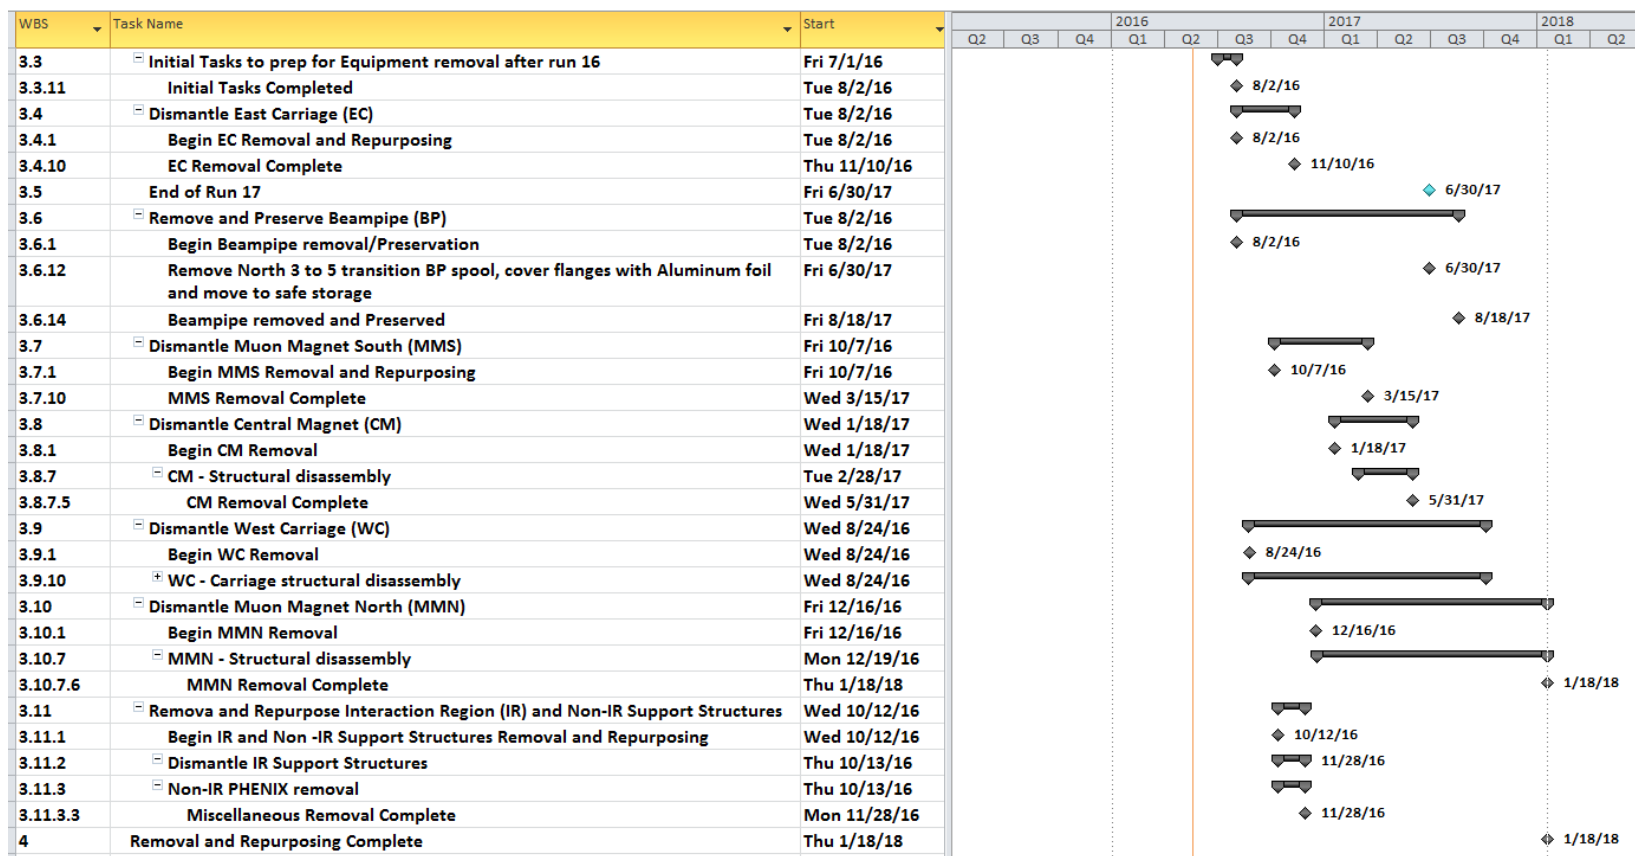 WBS Task Name Start 2016 2017 2018
Q2 Q3 Q4 Q1 Q2 Q3 Q4 Q1 Q2 Q3 Q4 Q1 Q2
3.3 Initial Tasks to prep for Equipment removal after run 16 Fri 7/1/16
3.3.11 Initial Tasks Completed Tue 8/2/16 8/2/16
3.4 Dismantle East Carriage (EC) Tue 8/2/16
3.4.1 Begin EC Removal and Repurposing Tue 8/2/16 8/2/16
3.4.10 EC Removal Complete Thu 11/10/16 11/10/16
3.5 End of Run 17 Fri 6/30/17 6/30/17
3.6 Remove and Preserve Beampipe (BP) Tue 8/2/16
3.6.1 Begin Beampipe removal/Preservation Tue 8/2/16 8/2/16
3.6.12 Remove North 3 to 5 transition BP spool, cover flanges with Aluminum foil Fri 6/30/17 6/30/17
and move to safe storage
3.6.14 Beampipe removed and Preserved Fri 8/18/17 8/18/17
3.7 Dismantle Muon Magnet South (MMS) Fri 10/7/16
3.7.1 Begin MMS Removal and Repurposing Fri 10/7/16 10/7/16
3.7.10 MMS Removal Complete Wed 3/15/17 3/15/17
3.8 Dismantle Central Magnet (CM) Wed 1/18/17
3.8.1 Begin CM Removal Wed 1/18/17 1/18/17
3.8.7 CM - Structural disassembly Tue 2/28/17
3.8.7.5 CM Removal Complete Wed 5/31/17 5/31/17
3.9 Dismantle West Carriage (WC) Wed 8/24/16
3.9.1 Begin WC Removal Wed 8/24/16 8/24/16
3.9.10 WC - Carriage structural disassembly Wed 8/24/16
3.10 Dismantle Muon Magnet North (MMN) Fri 12/16/16
3.10.1 Begin MMN Removal Fri 12/16/16 12/16/16
3.10.7 MMN - Structural disassembly Mon 12/19/16
3.10.7.6 MMN Removal Complete Thu 1/18/18 1/18/18
3.11 Remova and Repurpose Interaction Region (IR) and Non-IR Support Structures Wed 10/12/16
3.11.1 Begin IR and Non -IR Support Structures Removal and Repurposing Wed 10/12/16 10/12/16
3.11.2 Dismantle IR Support Structures Thu 10/13/16 11/28/16
3.11.3 Non-IR PHENIX removal Thu 10/13/16
3.11.3.3 Miscellaneous Removal Complete Mon 11/28/16 11/28/16
4 Removal and Repurposing Complete Thu 1/18/18 1/18/18